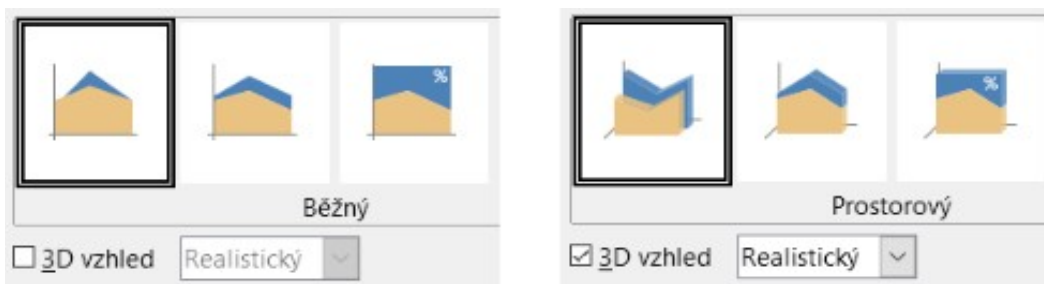 %
Běžný
3D vzhled Realistický
%
Prostorový
3D vzhled Realistický